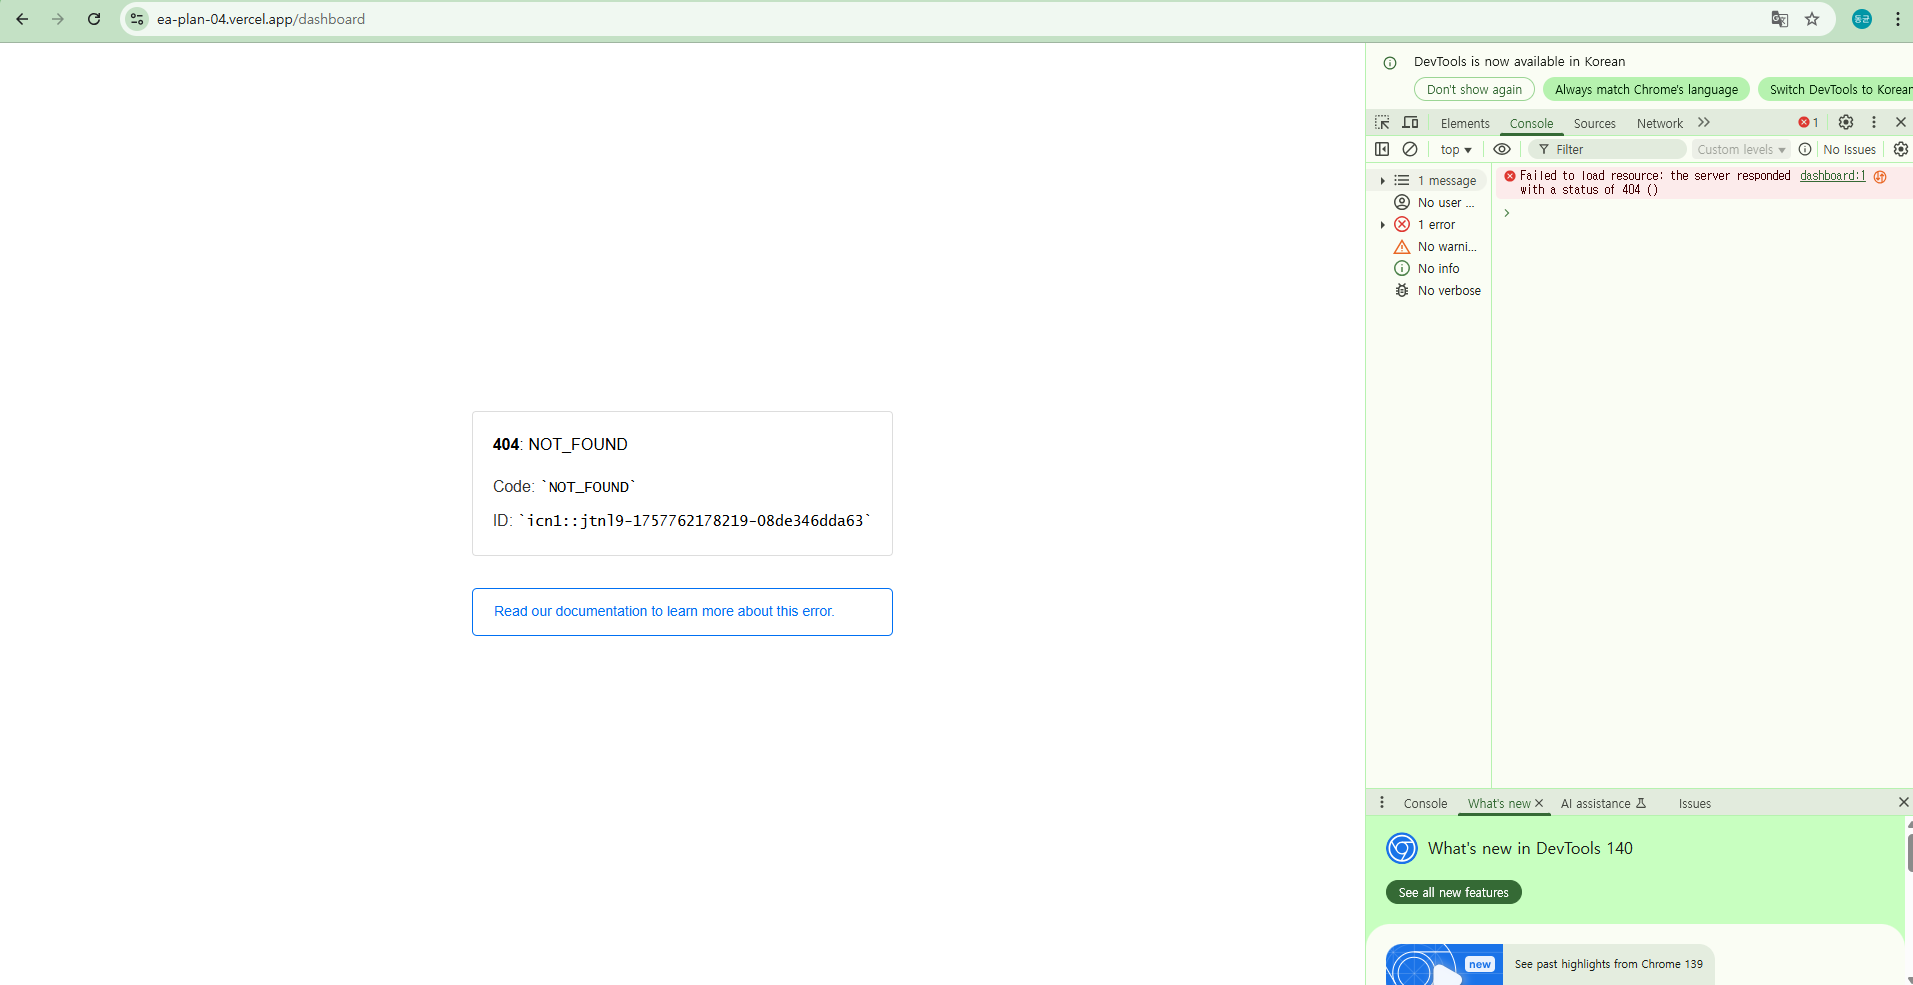 ea-plan-04.vercel.app/dashboard
동균
404: NOT_FOUND
Code: `NOT_FOUND`
ID: `icn1::jtnl9-1757762178219-08de346dda63`
Read our documentation to learn more about this error.
DevTools is now available in Korean
Don't show again
Always match Chrome's language
Switch DevTools to Korean
Elements
Console
Sources
Network
1
top
Filter
Custom levels
No Issues
1 message
No user ...
1 error
No warni...
No info
No verbose
Failed to load resource: the server responded dashboard:1
with a status of 404 ()
Console
What's new
AI assistance
Issues
What's new in DevTools 140
See all new features
new
See past highlights from Chrome 139